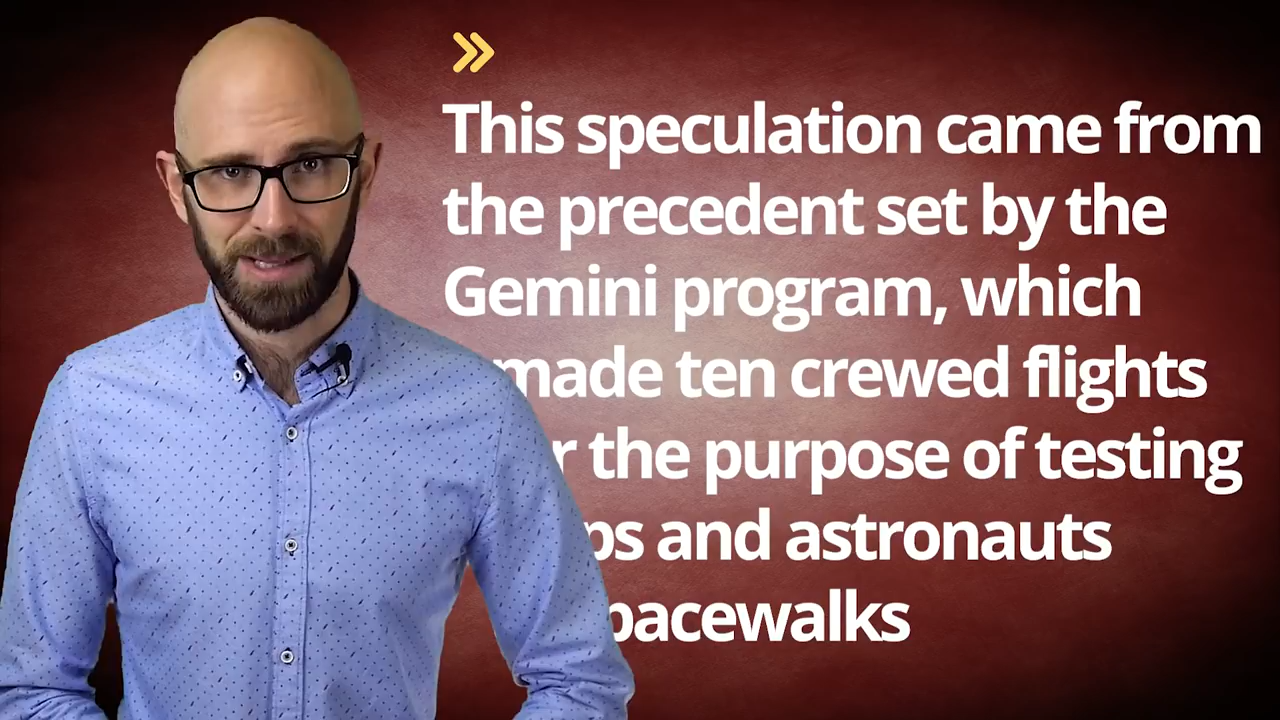 This speculation came from
the precedent set by the
Gemini program, which
made ten crewed flights
the purpose of testing
and astronauts